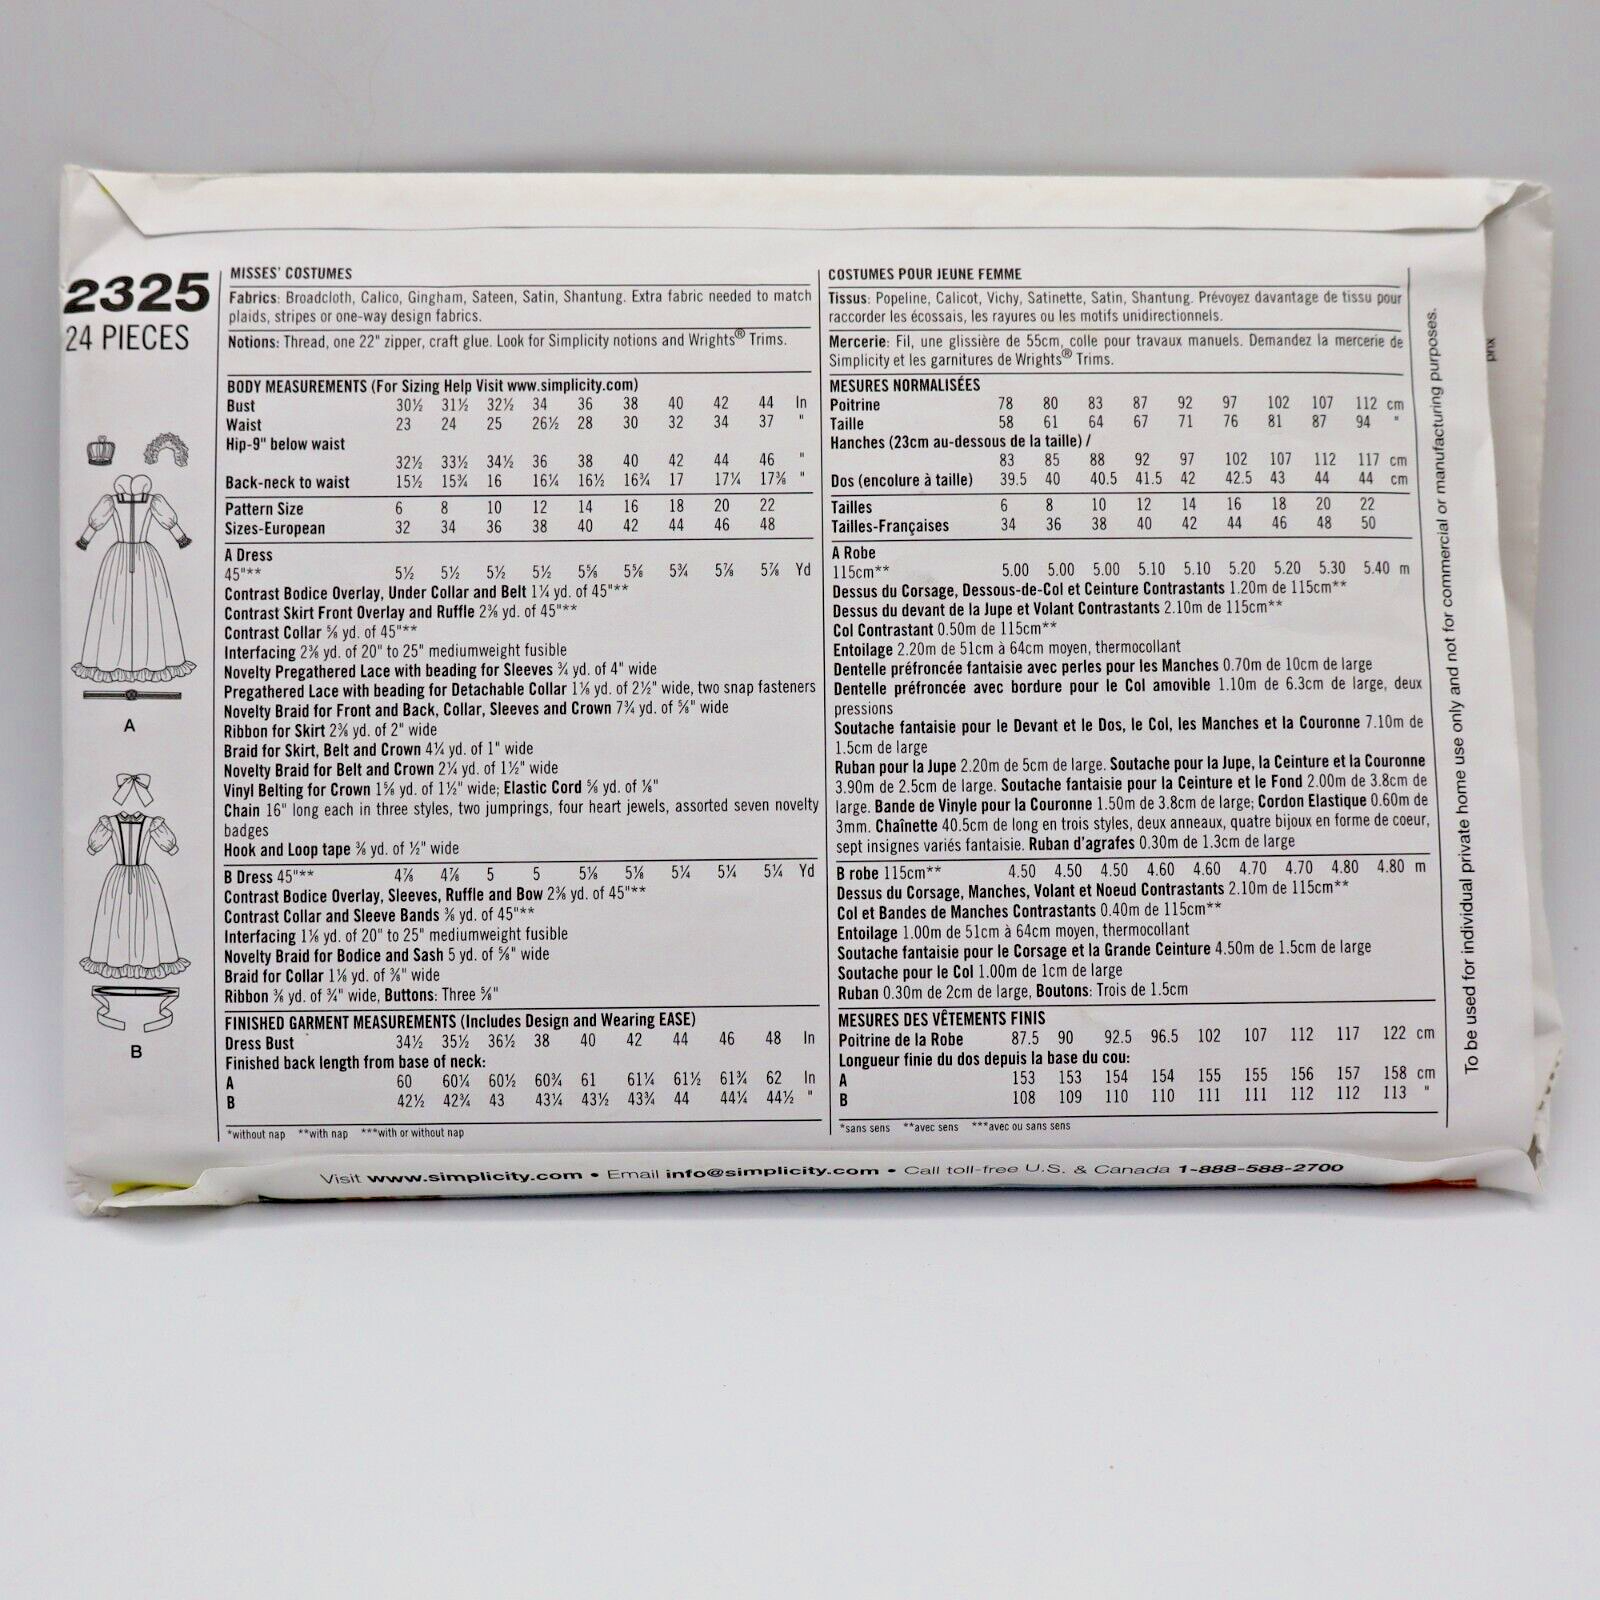 2325
24 PIECES
A
B
MISSES' COSTUMES
Fabrics: Broadcloth, Calico, Gingham, Sateen, Satin, Shantung. Extra fabric needed to match
plaids, stripes or one-way design fabrics.
Notions: Thread, one 22" zipper, craft glue. Look for Simplicity notions and Wrights® Trims.
BODY MEASUREMENTS (For Sizing Help Visit www.simplicity.com)
Bust 30½ 31½ 32½ 34 36 38 40 42 44 In
Waist 23 24 25 26½ 28 30 32 34 37 "
Hip-9" below waist
32½ 33½ 34½ 36 38 40 42 44 46 "
Back-neck to waist 15½ 15¾ 16 16¼ 16½ 16¾ 17 17¼ 17⅜ "
Pattern Size 6 8 10 12 14 16 18 20 22
Sizes-European 32 34 36 38 40 42 44 46 48
A Dress
45"** 5½ 5½ 5½ 5½ 5⅝ 5⅝ 5¾ 5⅞ 5⅞ Yd
Contrast Bodice Overlay, Under Collar and Belt 1¼ yd. of 45"**
Contrast Skirt Front Overlay and Ruffle 2⅜ yd. of 45"**
Contrast Collar ⅝ yd. of 45"**
Interfacing 2⅜ yd. of 20" to 25" mediumweight fusible
Novelty Pregathered Lace with beading for Sleeves ¾ yd. of 4" wide
Pregathered Lace with beading for Detachable Collar 1⅛ yd. of 2½" wide, two snap fasteners
Novelty Braid for Front and Back, Collar, Sleeves and Crown 7¾ yd. of ⅝" wide
Ribbon for Skirt 2⅜ yd. of 2" wide
Braid for Skirt, Belt and Crown 4¼ yd. of 1" wide
Novelty Braid for Belt and Crown 2¼ yd. of 1½" wide
Vinyl Belting for Crown 1⅝ yd. of 1½" wide; Elastic Cord ⅝ yd. of ⅛"
Chain 16" long each in three styles, two jumprings, four heart jewels, assorted seven novelty
badges
Hook and Loop tape ⅜ yd. of ½" wide
B Dress 45"** 4⅞ 4⅞ 5 5 5⅛ 5⅛ 5¼ 5¼ 5¼ Yd
Contrast Bodice Overlay, Sleeves, Ruffle and Bow 2⅜ yd. of 45"**
Contrast Collar and Sleeve Bands ⅜ yd. of 45"**
Interfacing 1⅛ yd. of 20" to 25" mediumweight fusible
Novelty Braid for Bodice and Sash 5 yd. of ⅝" wide
Braid for Collar 1⅛ yd. of ⅜" wide
Ribbon ⅜ yd. of ¾" wide, Buttons: Three ⅝"
FINISHED GARMENT MEASUREMENTS (Includes Design and Wearing EASE)
Dress Bust 34½ 35½ 36½ 38 40 42 44 46 48 In
Finished back length from base of neck:
A 60 60¼ 60½ 60¾ 61 61¼ 61½ 61¾ 62 In
B 42½ 42¾ 43 43¼ 43½ 43¾ 44 44¼ 44½ "
*without nap **with nap ***with or without nap
COSTUMES POUR JEUNE FEMME
Tissus: Popeline, Calicot, Vichy, Satinette, Satin, Shantung. Prévoyez davantage de tissu pour
raccorder les écossais, les rayures ou les motifs unidirectionnels.
Mercerie: Fil, une glissière de 55cm, colle pour travaux manuels. Demandez la mercerie de
Simplicity et les garnitures de Wrights® Trims.
MESURES NORMALISÉES
Poitrine 78 80 83 87 92 97 102 107 112 cm
Taille 58 61 64 67 71 76 81 87 94 "
Hanches (23cm au-dessous de la taille) /
83 85 88 92 97 102 107 112 117 cm
Dos (encolure à taille) 39.5 40 40.5 41.5 42 42.5 43 44 44 cm
Tailles 6 8 10 12 14 16 18 20 22
Tailles-Françaises 34 36 38 40 42 44 46 48 50
A Robe
115cm** 5.00 5.00 5.00 5.10 5.10 5.20 5.20 5.30 5.40 m
Dessus du Corsage, Dessous-de-Col et Ceinture Contrastants 1.20m de 115cm**
Dessus du devant de la Jupe et Volant Contrastants 2.10m de 115cm**
Col Contrastant 0.50m de 115cm**
Entoilage 2.20m de 51cm à 64cm moyen, thermocollant
Dentelle préfroncée fantaisie avec perles pour les Manches 0.70m de 10cm de large
Dentelle préfroncée avec bordure pour le Col amovible 1.10m de 6.3cm de large, deux
pressions
Soutache fantaisie pour le Devant et le Dos, le Col, les Manches et la Couronne 7.10m de
1.5cm de large
Ruban pour la Jupe 2.20m de 5cm de large. Soutache pour la Jupe, la Ceinture et la Couronne
3.90m de 2.5cm de large. Soutache fantaisie pour la Ceinture et le Fond 2.00m de 3.8cm de
large. Bande de Vinyle pour la Couronne 1.50m de 3.8cm de large; Cordon Elastique 0.60m de
3mm. Chaînette 40.5cm de long en trois styles, deux anneaux, quatre bijoux en forme de coeur,
sept insignes variés fantaisie. Ruban d'agrafes 0.30m de 1.3cm de large
B robe 115cm** 4.50 4.50 4.50 4.60 4.60 4.70 4.70 4.80 4.80 m
Dessus du Corsage, Manches, Volant et Noeud Contrastants 2.10m de 115cm**
Col et Bandes de Manches Contrastants 0.40m de 115cm**
Entoilage 1.00m de 51cm à 64cm moyen, thermocollant
Soutache fantaisie pour le Corsage et la Grande Ceinture 4.50m de 1.5cm de large
Soutache pour le Col 1.00m de 1cm de large
Ruban 0.30m de 2cm de large, Boutons: Trois de 1.5cm
MESURES DES VÊTEMENTS FINIS
Poitrine de la Robe 87.5 90 92.5 96.5 102 107 112 117 122 cm
Longueur finie du dos depuis la base du cou:
A 153 153 154 154 155 155 156 157 158 cm
B 108 109 110 110 111 111 112 112 113 "
*sans sens **avec sens ***avec ou sans sens
To be used for individual private home use only and not for commercial or manufacturing purposes.
Visit www.simplicity.com • Email info@simplicity.com • Call toll-free U.S. & Canada 1-888-588-2700